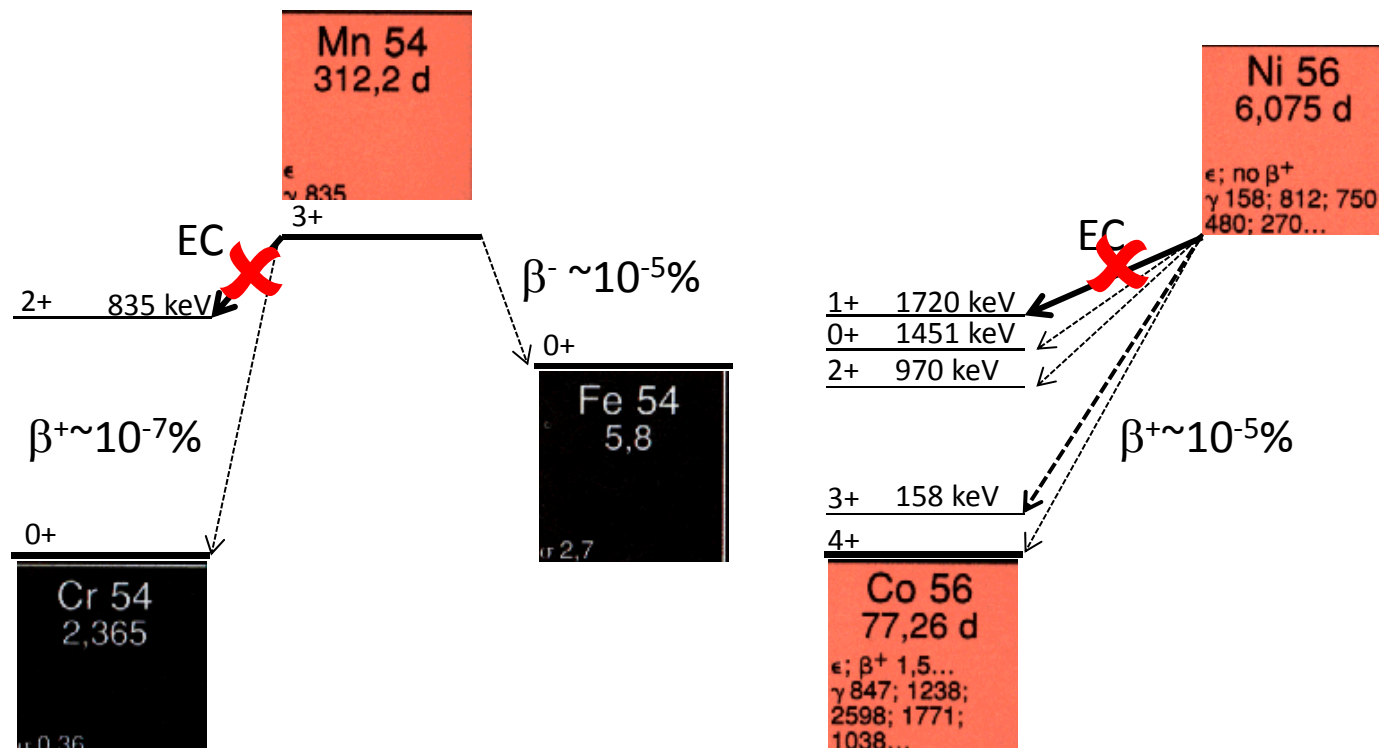 Mn 54
312,2 d
ϵ
γ 835
3+
EC
2+ 835 keV
β- ~10-5%
0+
Fe 54
5,8
σ 2,7
β+~10-7%
0+
Cr 54
2,365
σ 0,36
Ni 56
6,075 d
ϵ; no β+
γ 158; 812; 750
480; 270...
EC
1+ 1720 keV
0+ 1451 keV
2+ 970 keV
β+~10-5%
3+ 158 keV
4+
Co 56
77,26 d
ϵ; β+ 1,5...
γ 847; 1238;
2598; 1771;
1038...